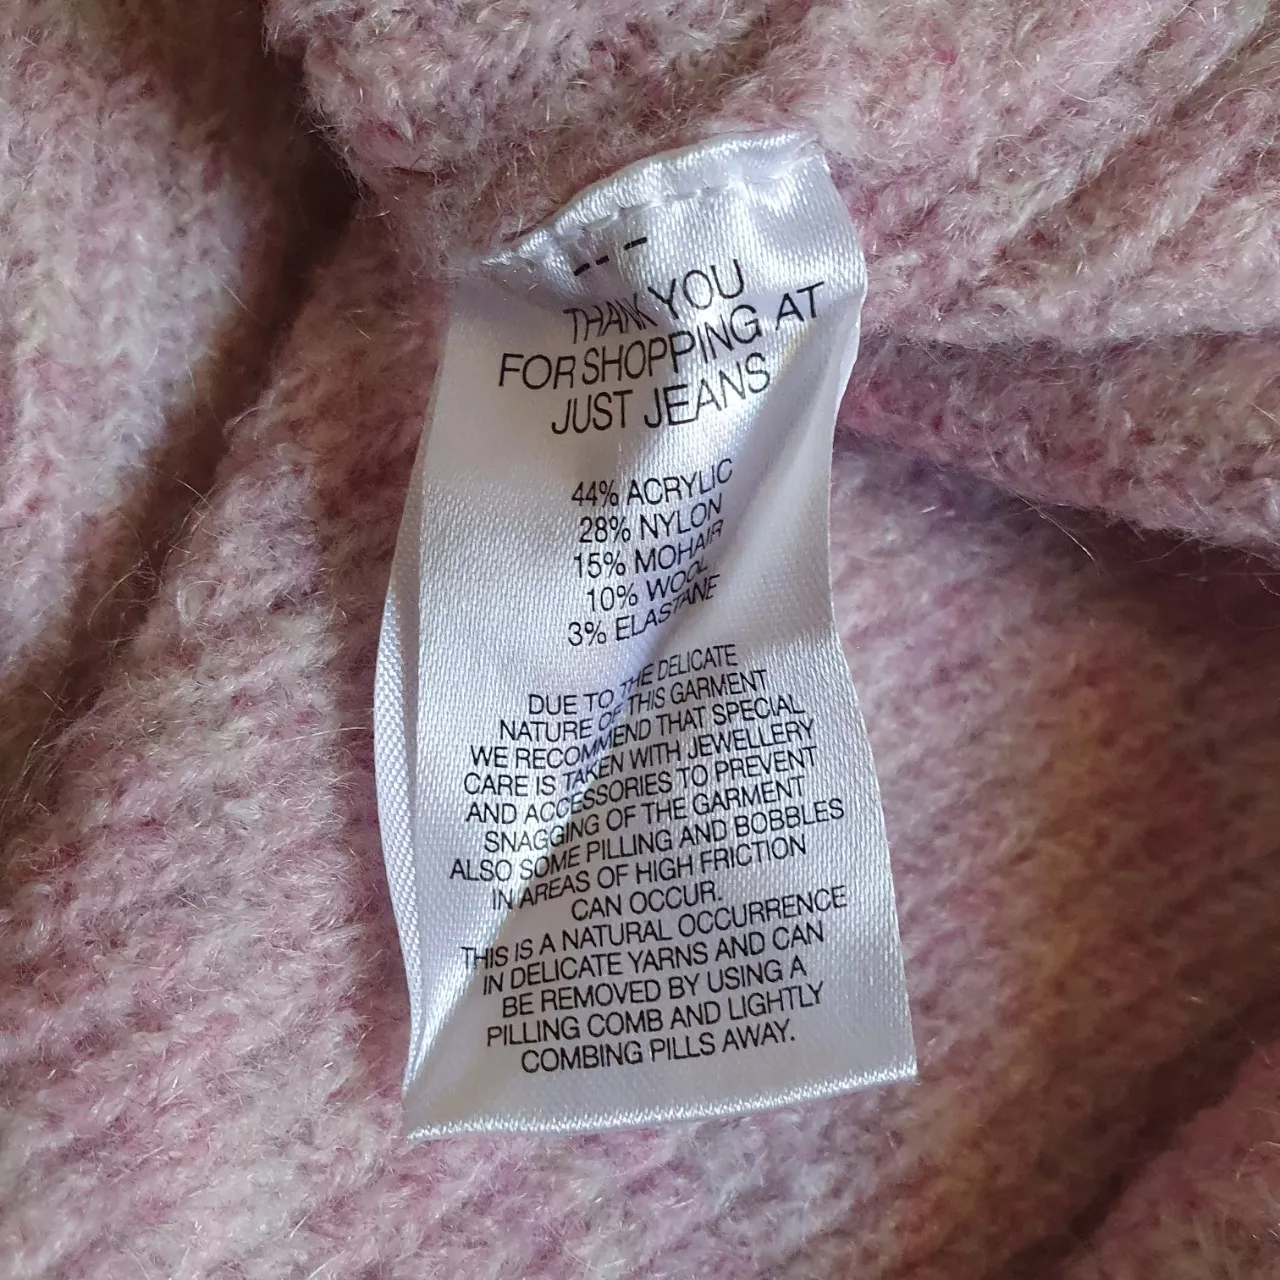 THANK YOU
FOR SHOPPING AT
JUST JEANS
44% ACRYLIC
28% NYLON
15% MOHAIR
10% WOOL
3% ELASTANE
DUE TO THE DELICATE
NATURE OF THIS GARMENT
WE RECOMMEND THAT SPECIAL
CARE IS TAKEN WITH JEWELLERY
AND ACCESSORIES TO PREVENT
SNAGGING OF THE GARMENT
ALSO SOME PILLING AND BOBBLES
IN AREAS OF HIGH FRICTION
CAN OCCUR.
THIS IS A NATURAL OCCURRENCE
IN DELICATE YARNS AND CAN
BE REMOVED BY USING A
PILLING COMB AND LIGHTLY
COMBING PILLS AWAY.